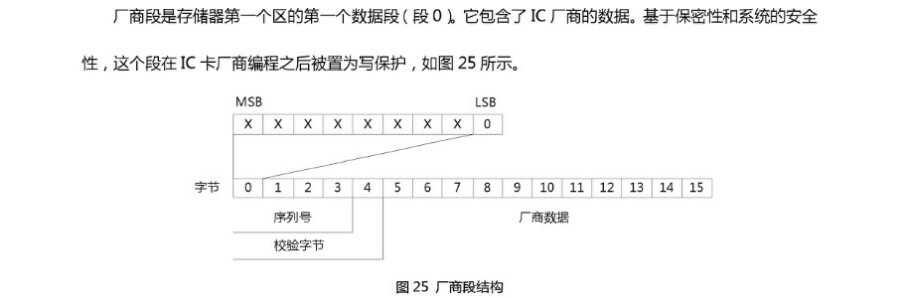 厂商段是存储器第一个区的第一个数据段（段 0）。它包含了 IC 厂商的数据。基于保密性和系统的安全
性，这个段在 IC 卡厂商编程之后被置为写保护，如图 25 所示。
MSB LSB
X X X X X X X X 0
字节 0 1 2 3 4 5 6 7 8 9 10 11 12 13 14 15
序列号 厂商数据
校验字节
图 25 厂商段结构